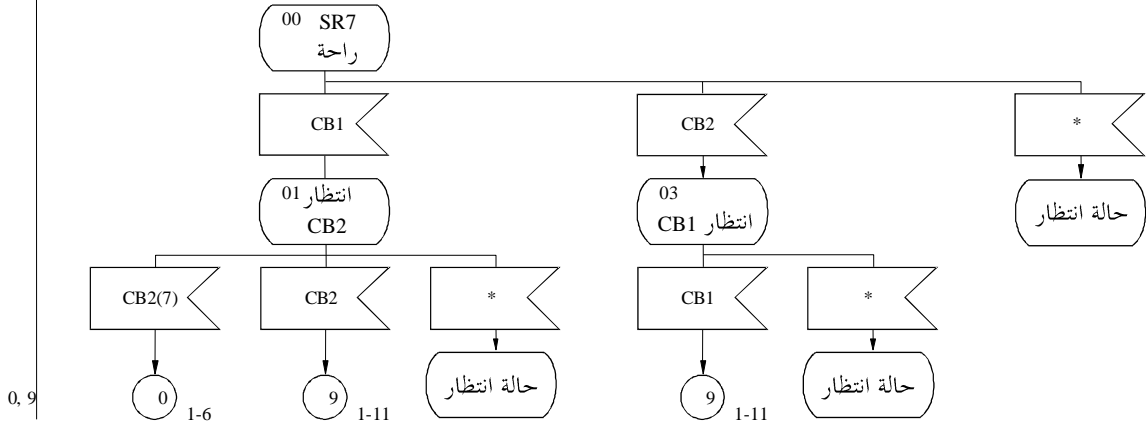 00 SR7
راحة
CB1
CB2
*
01 انتظار
CB2
03
انتظار CB1
حالة انتظار
CB2(7)
CB2
*
CB1
*
0, 9
0
1-6
9
1-11
حالة انتظار
9
1-11
حالة انتظار